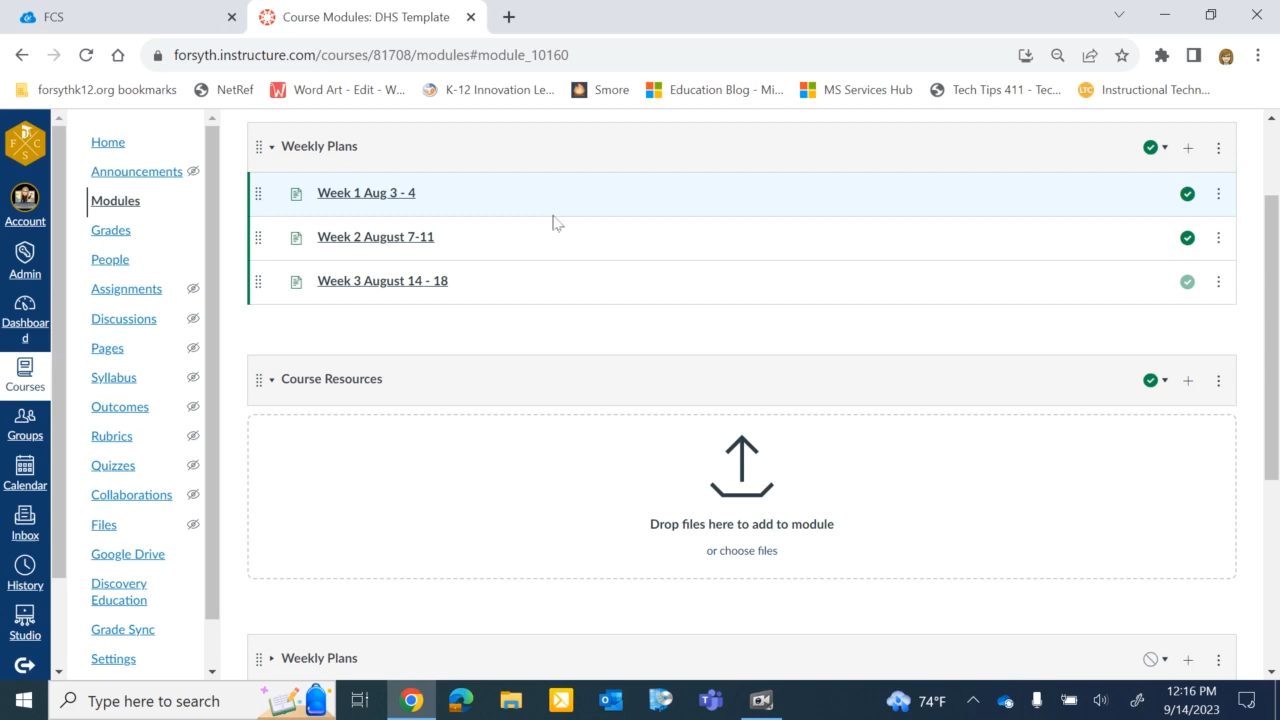 FCS
Course Modules: DHS Template
forsyth.instructure.com/courses/81708/modules#module_10160
forsythk12.org bookmarks
NetRef
Word Art - Edit - W...
K-12 Innovation Le...
Smore
Education Blog - Mi...
MS Services Hub
Tech Tips 411 - Tec...
LTC
Instructional Techn...
F C
S
Account
Admin
Dashboar
d
Courses
Groups
Calendar
Inbox
History
Studio
Home
Announcements
Modules
Grades
People
Assignments
Discussions
Pages
Syllabus
Outcomes
Rubrics
Quizzes
Collaborations
Files
Google Drive
Discovery
Education
Grade Sync
Settings
Weekly Plans
Week 1 Aug 3 - 4
Week 2 August 7-11
Week 3 August 14 - 18
Course Resources
Drop files here to add to module
or choose files
Weekly Plans
Type here to search
74°F
12:16 PM
9/14/2023